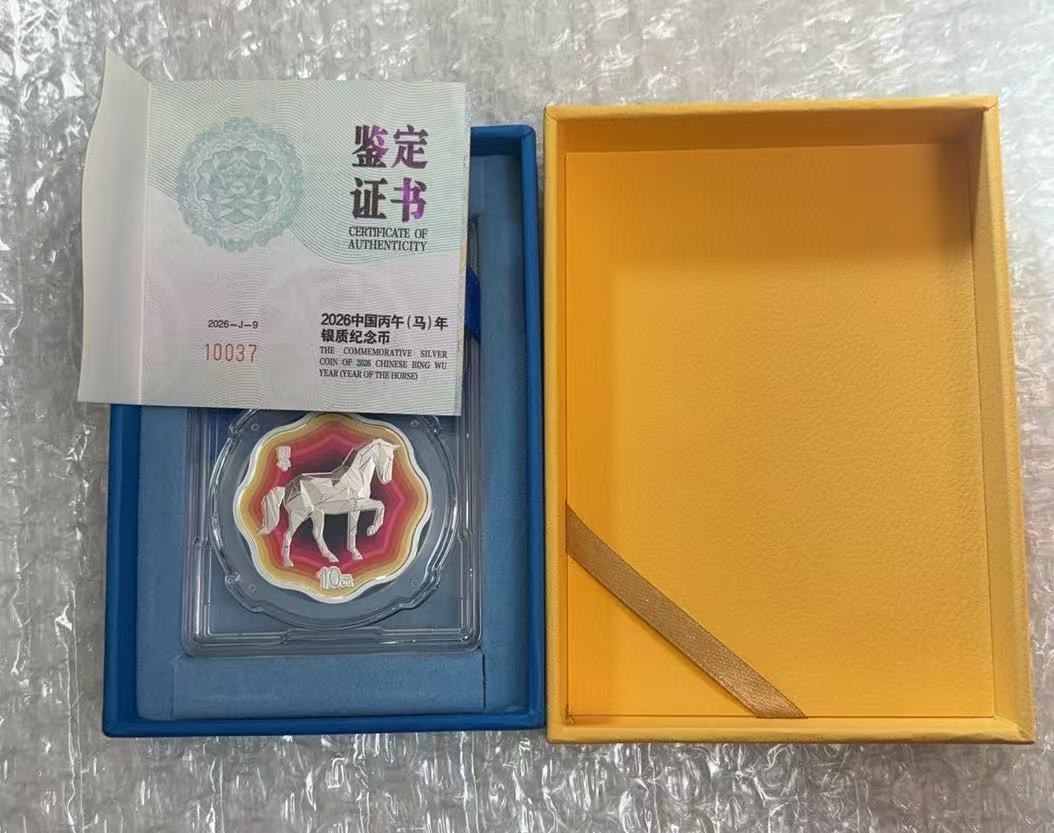 鉴定
证书
CERTIFICATE OF
AUTHENTICITY
2026-J-9
10037
2026中国丙午(马)年
银质纪念币
THE COMMEMORATIVE SILVER
COIN OF 2026 CHINESE BING WU
YEAR (YEAR OF THE HORSE)
10元